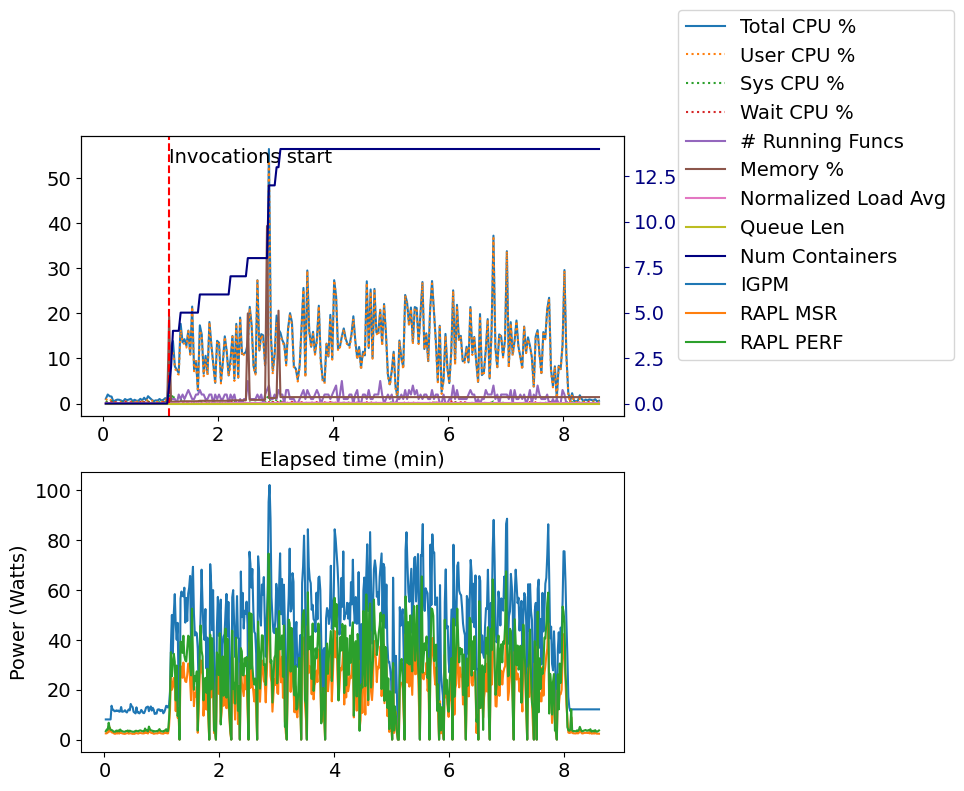 Total CPU %
User CPU %
Sys CPU %
Wait CPU %
# Running Funcs
Memory %
Normalized Load Avg
Queue Len
Num Containers
IGPM
RAPL MSR
RAPL PERF
Invocations start
50
40
30
20
10
0
12.5
10.0
7.5
5.0
2.5
0.0
0 2 4 6 8
Elapsed time (min)
100
80
60
40
20
0
Power (Watts)
0 2 4 6 8